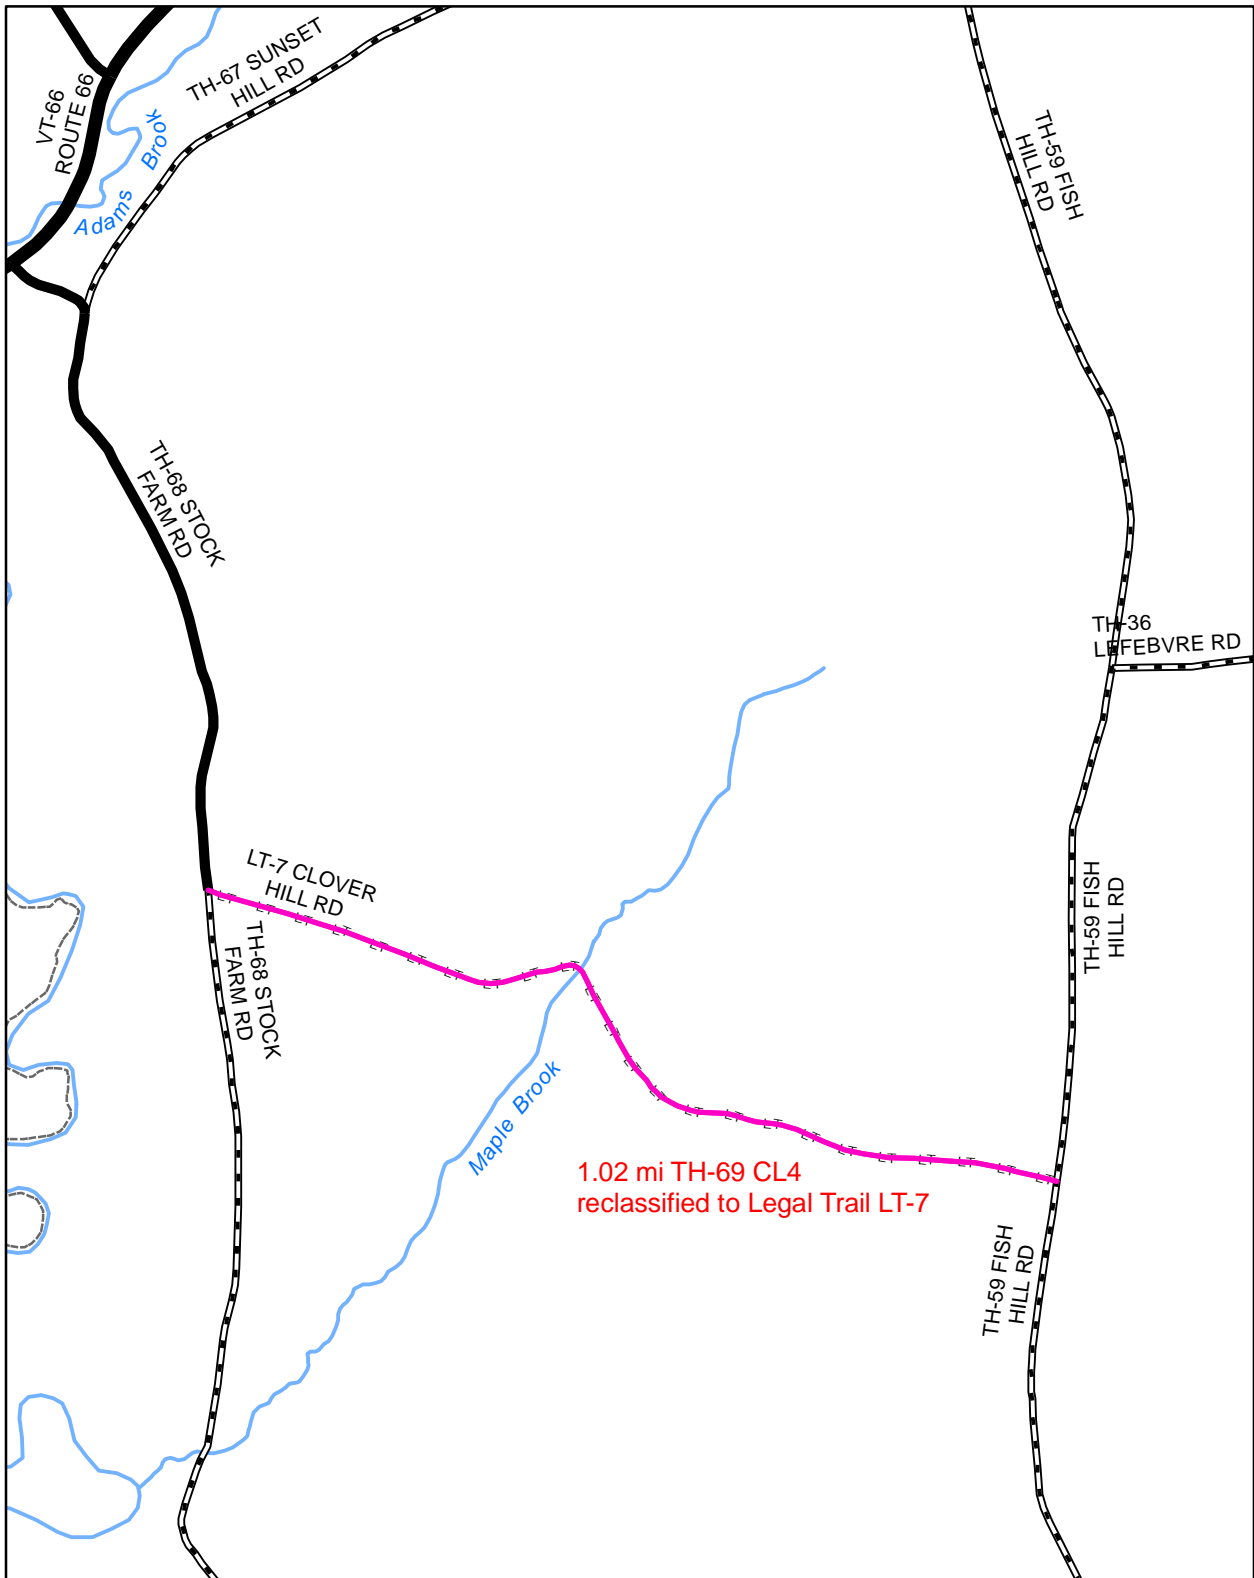 TH-67 SUNSET
HILL RD
VT-66
ROUTE 66
Adams Brook
TH-59 FISH
HILL RD
TH-68 STOCK
FARM RD
TH-36
LEFEBVRE RD
LT-7 CLOVER
HILL RD
TH-59 FISH
HILL RD
TH-68 STOCK
FARM RD
Maple Brook
1.02 mi TH-69 CL4
reclassified to Legal Trail LT-7
TH-59 FISH
HILL RD